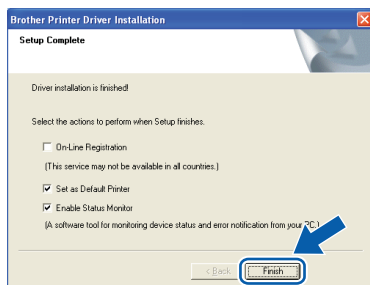 Brother Printer Driver Installation
Setup Complete
Driver installation is finished!
Select the actions to perform when Setup finishes.
On-Line Registration
(This service may not be available in all countries.)
Set as Default Printer
Enable Status Monitor
(A software tool for monitoring device status and error notification from your PC.)
< Back
Finish